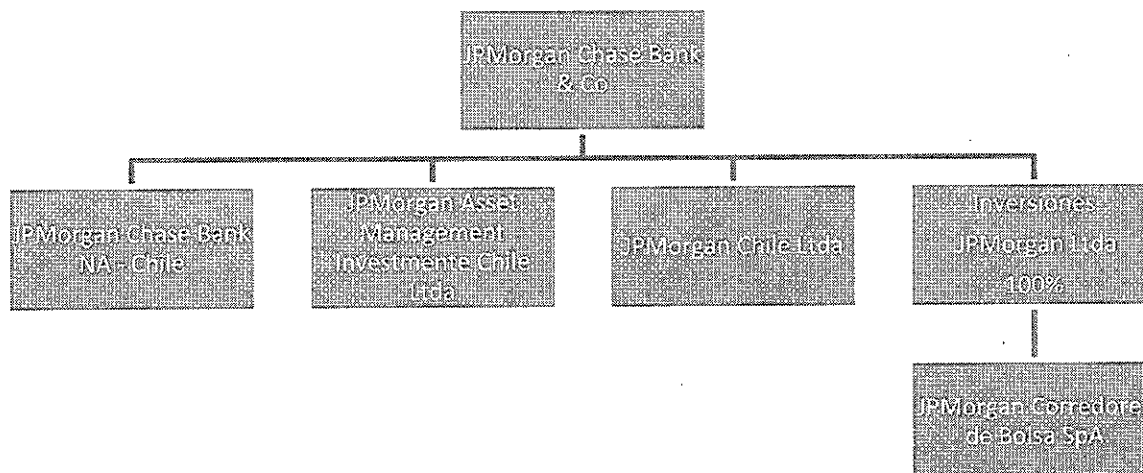 JPMorgan Chase Bank
& Co
JPMorgan Chase Bank
NA - Chile
JPMorgan Asset
Management
Investmente Chile
Ltda
JPMorgan Chile Ltda
Inversiones
JPMorgan Ltda
100%
JPMorgan Corredore
de Bolsa SpA